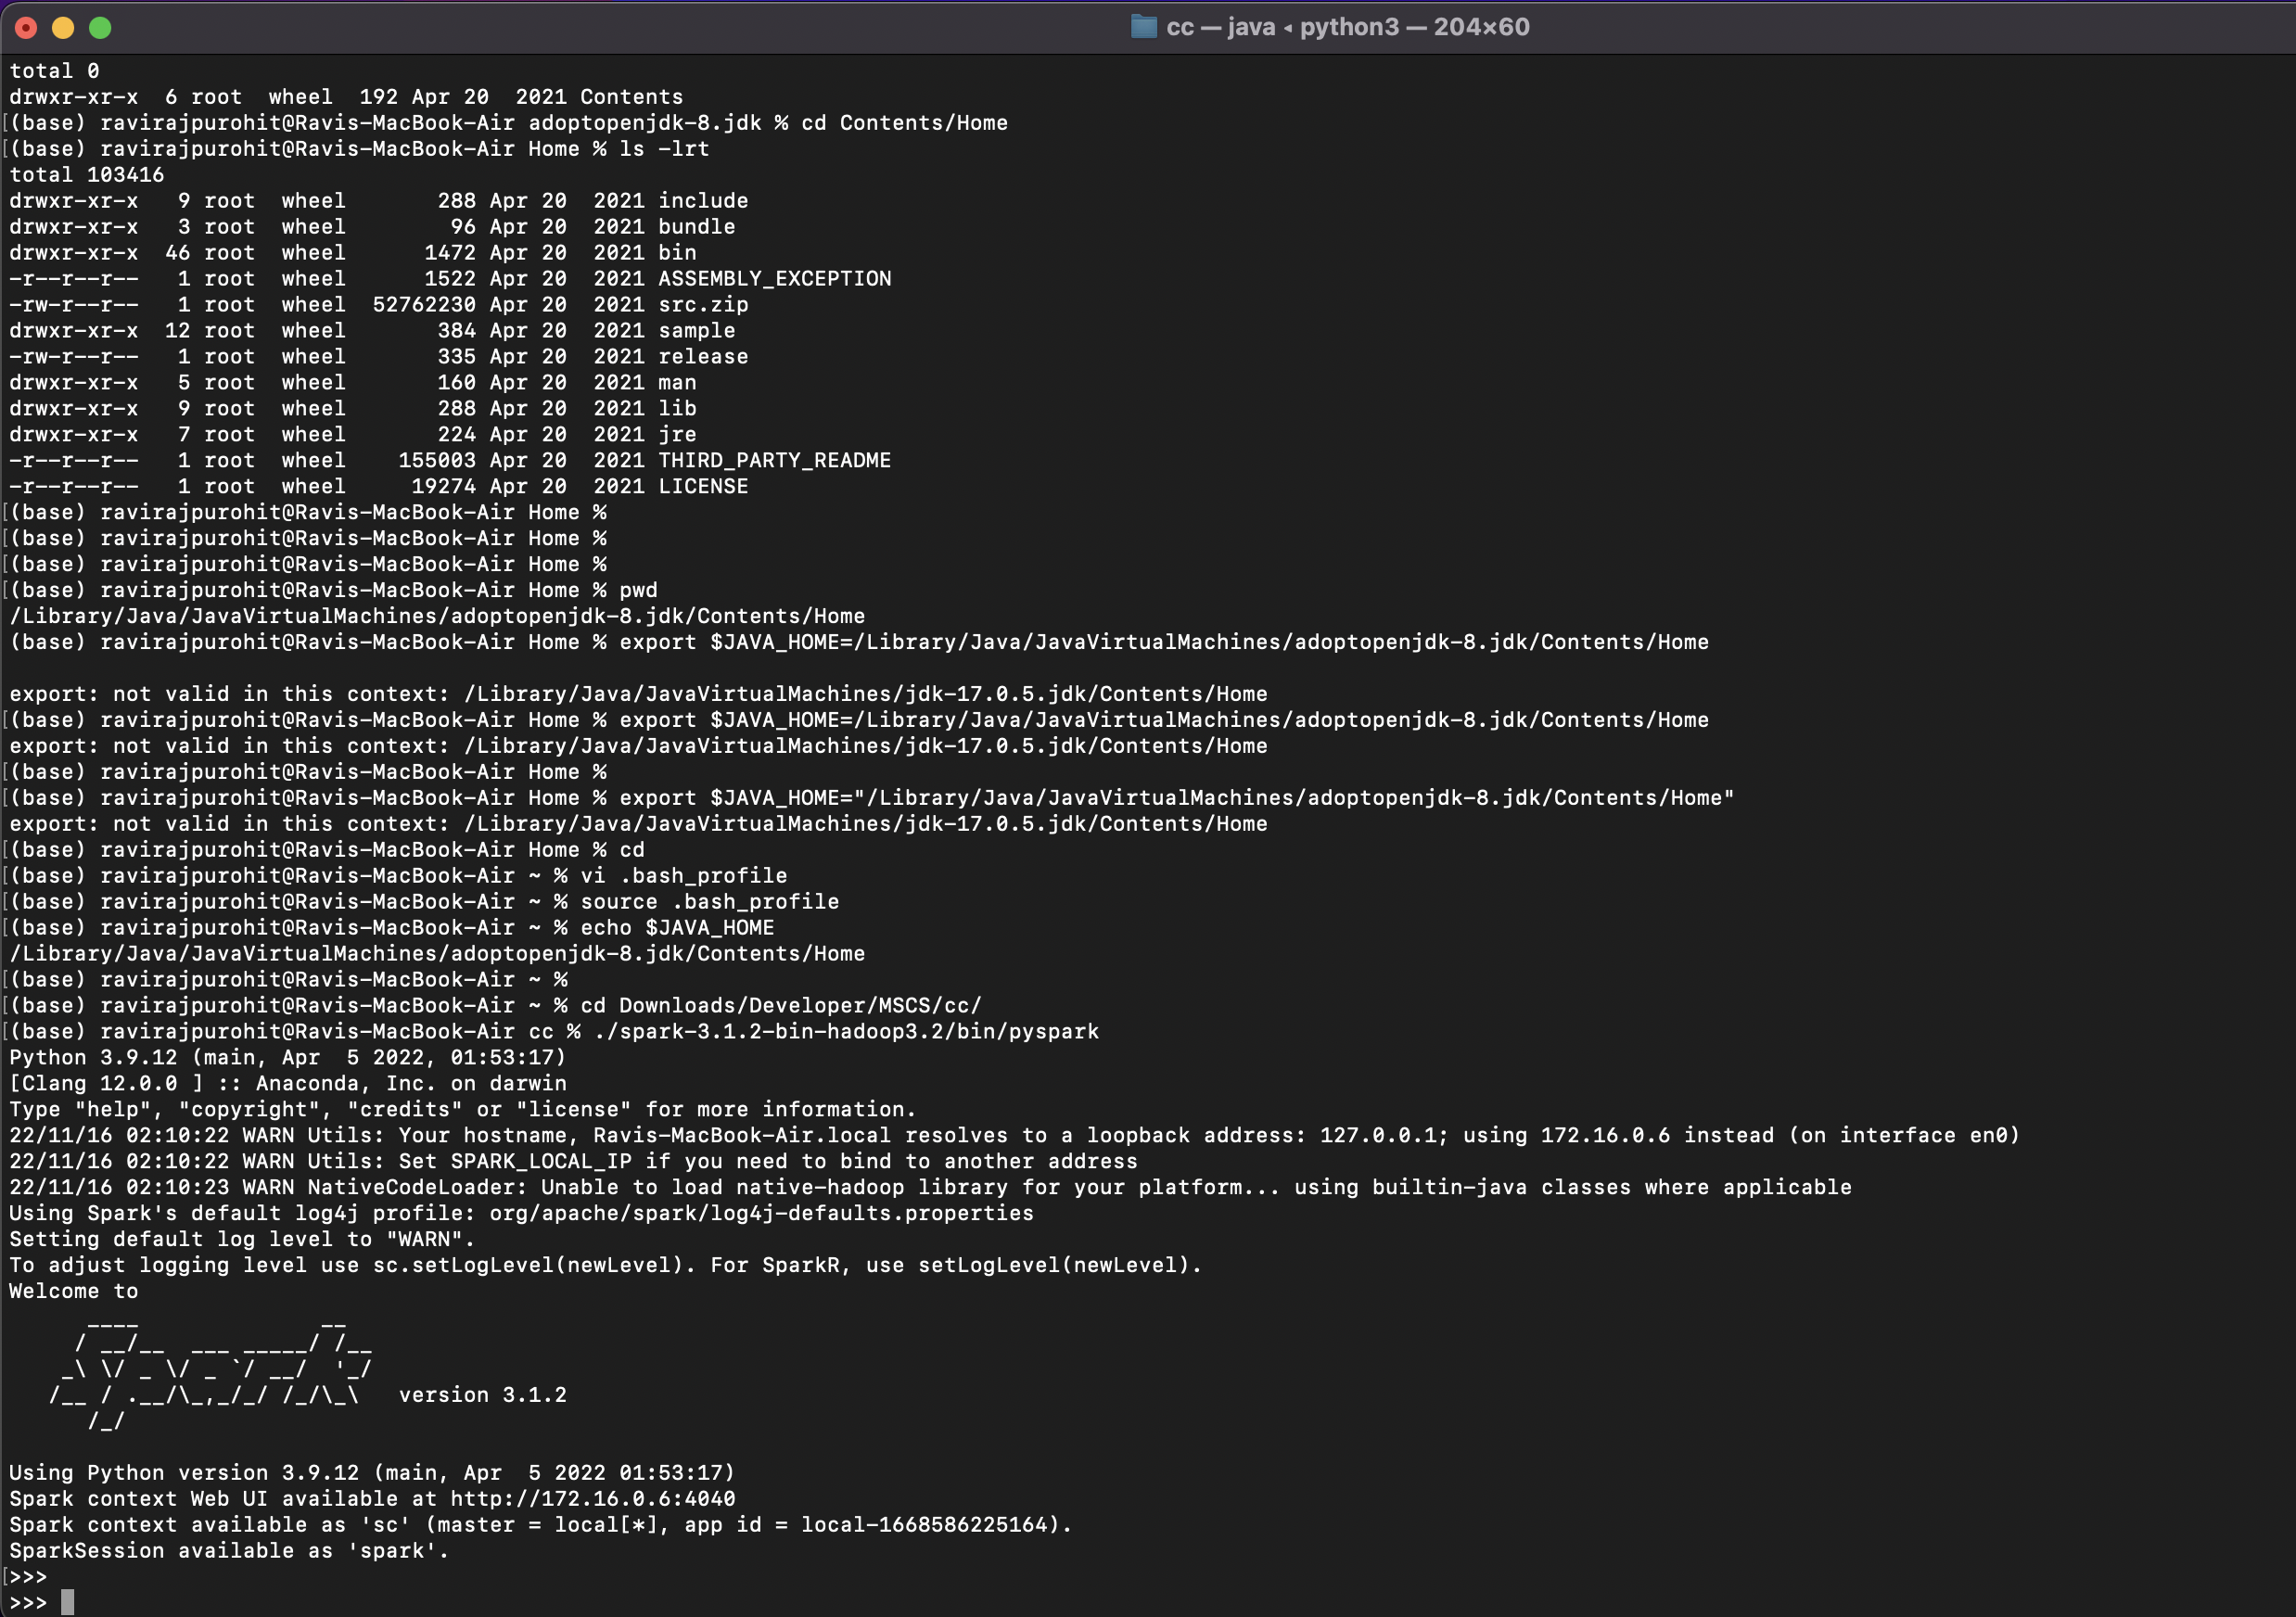 cc — java ◂ python3 — 204×60
total 0
drwxr-xr-x  6 root  wheel  192 Apr 20  2021 Contents
[(base) ravirajpurohit@Ravis-MacBook-Air adoptopenjdk-8.jdk % cd Contents/Home
[(base) ravirajpurohit@Ravis-MacBook-Air Home % ls -lrt
total 103416
drwxr-xr-x   9 root  wheel       288 Apr 20  2021 include
drwxr-xr-x   3 root  wheel        96 Apr 20  2021 bundle
drwxr-xr-x  46 root  wheel      1472 Apr 20  2021 bin
-r--r--r--   1 root  wheel      1522 Apr 20  2021 ASSEMBLY_EXCEPTION
-rw-r--r--   1 root  wheel  52762230 Apr 20  2021 src.zip
drwxr-xr-x  12 root  wheel       384 Apr 20  2021 sample
-rw-r--r--   1 root  wheel       335 Apr 20  2021 release
drwxr-xr-x   5 root  wheel       160 Apr 20  2021 man
drwxr-xr-x   9 root  wheel       288 Apr 20  2021 lib
drwxr-xr-x   7 root  wheel       224 Apr 20  2021 jre
-r--r--r--   1 root  wheel    155003 Apr 20  2021 THIRD_PARTY_README
-r--r--r--   1 root  wheel     19274 Apr 20  2021 LICENSE
[(base) ravirajpurohit@Ravis-MacBook-Air Home %
[(base) ravirajpurohit@Ravis-MacBook-Air Home %
[(base) ravirajpurohit@Ravis-MacBook-Air Home %
[(base) ravirajpurohit@Ravis-MacBook-Air Home % pwd
/Library/Java/JavaVirtualMachines/adoptopenjdk-8.jdk/Contents/Home
(base) ravirajpurohit@Ravis-MacBook-Air Home % export $JAVA_HOME=/Library/Java/JavaVirtualMachines/adoptopenjdk-8.jdk/Contents/Home
export: not valid in this context: /Library/Java/JavaVirtualMachines/jdk-17.0.5.jdk/Contents/Home
[(base) ravirajpurohit@Ravis-MacBook-Air Home % export $JAVA_HOME=/Library/Java/JavaVirtualMachines/adoptopenjdk-8.jdk/Contents/Home
export: not valid in this context: /Library/Java/JavaVirtualMachines/jdk-17.0.5.jdk/Contents/Home
[(base) ravirajpurohit@Ravis-MacBook-Air Home %
[(base) ravirajpurohit@Ravis-MacBook-Air Home % export $JAVA_HOME="/Library/Java/JavaVirtualMachines/adoptopenjdk-8.jdk/Contents/Home"
export: not valid in this context: /Library/Java/JavaVirtualMachines/jdk-17.0.5.jdk/Contents/Home
[(base) ravirajpurohit@Ravis-MacBook-Air Home % cd
[(base) ravirajpurohit@Ravis-MacBook-Air ~ % vi .bash_profile
[(base) ravirajpurohit@Ravis-MacBook-Air ~ % source .bash_profile
[(base) ravirajpurohit@Ravis-MacBook-Air ~ % echo $JAVA_HOME
/Library/Java/JavaVirtualMachines/adoptopenjdk-8.jdk/Contents/Home
[(base) ravirajpurohit@Ravis-MacBook-Air ~ %
[(base) ravirajpurohit@Ravis-MacBook-Air ~ % cd Downloads/Developer/MSCS/cc/
[(base) ravirajpurohit@Ravis-MacBook-Air cc % ./spark-3.1.2-bin-hadoop3.2/bin/pyspark
Python 3.9.12 (main, Apr  5 2022, 01:53:17)
[Clang 12.0.0 ] :: Anaconda, Inc. on darwin
Type "help", "copyright", "credits" or "license" for more information.
22/11/16 02:10:22 WARN Utils: Your hostname, Ravis-MacBook-Air.local resolves to a loopback address: 127.0.0.1; using 172.16.0.6 instead (on interface en0)
22/11/16 02:10:22 WARN Utils: Set SPARK_LOCAL_IP if you need to bind to another address
22/11/16 02:10:23 WARN NativeCodeLoader: Unable to load native-hadoop library for your platform... using builtin-java classes where applicable
Using Spark's default log4j profile: org/apache/spark/log4j-defaults.properties
Setting default log level to "WARN".
To adjust logging level use sc.setLogLevel(newLevel). For SparkR, use setLogLevel(newLevel).
Welcome to
      ____              __
     / __/__  ___ _____/ /__
    _\ \/ _ \/ _ `/ __/  '_/
   /__ / .__/\_,_/_/ /_/\_\   version 3.1.2
      /_/
Using Python version 3.9.12 (main, Apr  5 2022 01:53:17)
Spark context Web UI available at http://172.16.0.6:4040
Spark context available as 'sc' (master = local[*], app id = local-1668586225164).
SparkSession available as 'spark'.
[>>>
>>>